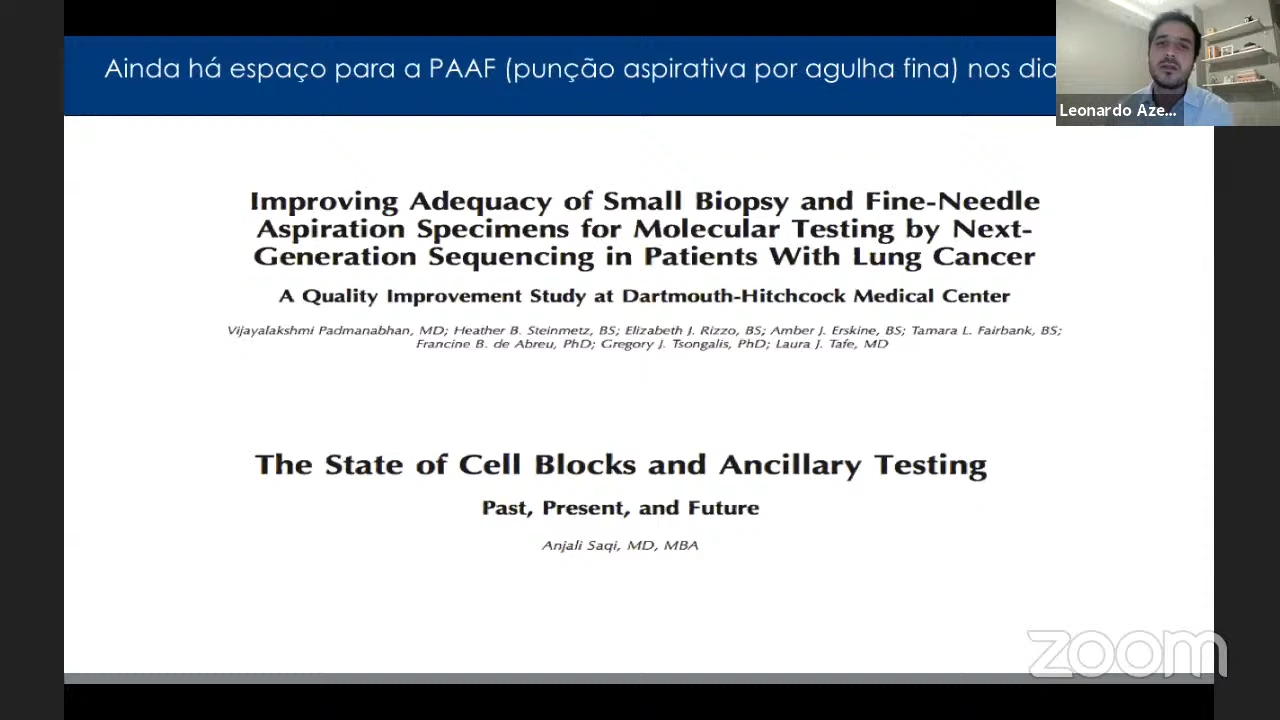 Ainda há espaço para a PAAF (punção aspirativa por agulha fina) nos dia
Leonardo Aze...
Improving Adequacy of Small Biopsy and Fine-Needle
Aspiration Specimens for Molecular Testing by Next-
Generation Sequencing in Patients With Lung Cancer
A Quality Improvement Study at Dartmouth-Hitchcock Medical Center
Vijayalakshmi Padmanabhan, MD; Heather B. Steinmetz, BS; Elizabeth J. Rizzo, BS; Amber J. Erskine, BS; Tamara L. Fairbank, BS;
Francine B. de Abreu, PhD; Gregory J. Tsongalis, PhD; Laura J. Tafe, MD
The State of Cell Blocks and Ancillary Testing
Past, Present, and Future
Anjali Saqi, MD, MBA
zoom